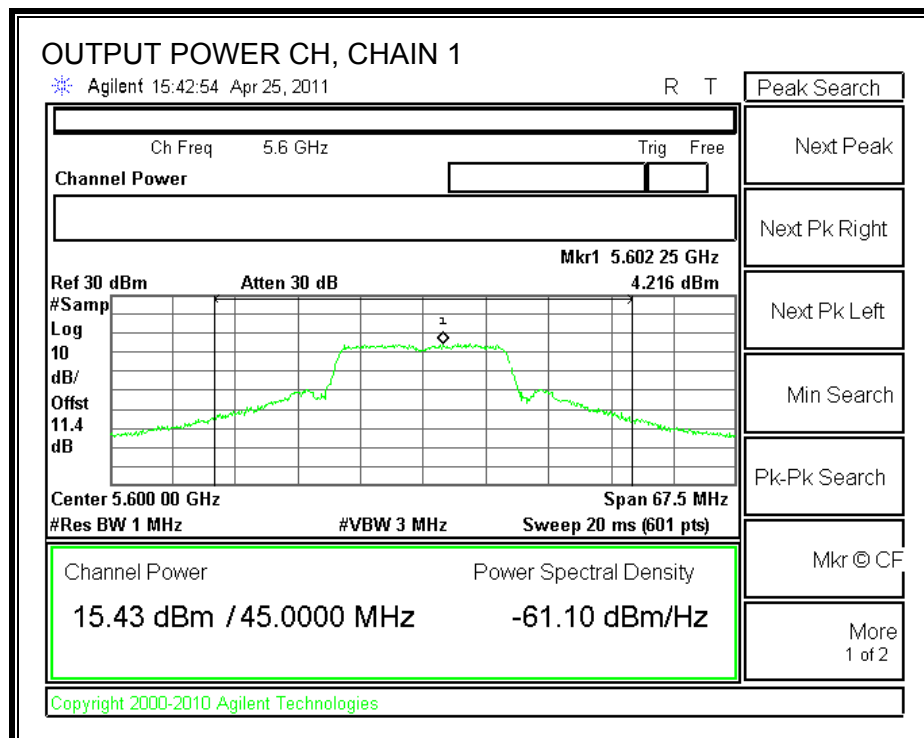 OUTPUT POWER CH, CHAIN 1
Agilent 15:42:54 Apr 25, 2011 R T
Peak Search
Ch Freq 5.6 GHz Trig Free
Channel Power
Mkr1 5.602 25 GHz
Ref 30 dBm Atten 30 dB 4.216 dBm
#Samp
Log
10
dB/
Offst
11.4
dB
1
Center 5.600 00 GHz Span 67.5 MHz
#Res BW 1 MHz #VBW 3 MHz Sweep 20 ms (601 pts)
Channel Power Power Spectral Density
15.43 dBm / 45.0000 MHz -61.10 dBm/Hz
Next Peak
Next Pk Right
Next Pk Left
Min Search
Pk-Pk Search
Mkr © CF
More
1 of 2
Copyright 2000-2010 Agilent Technologies